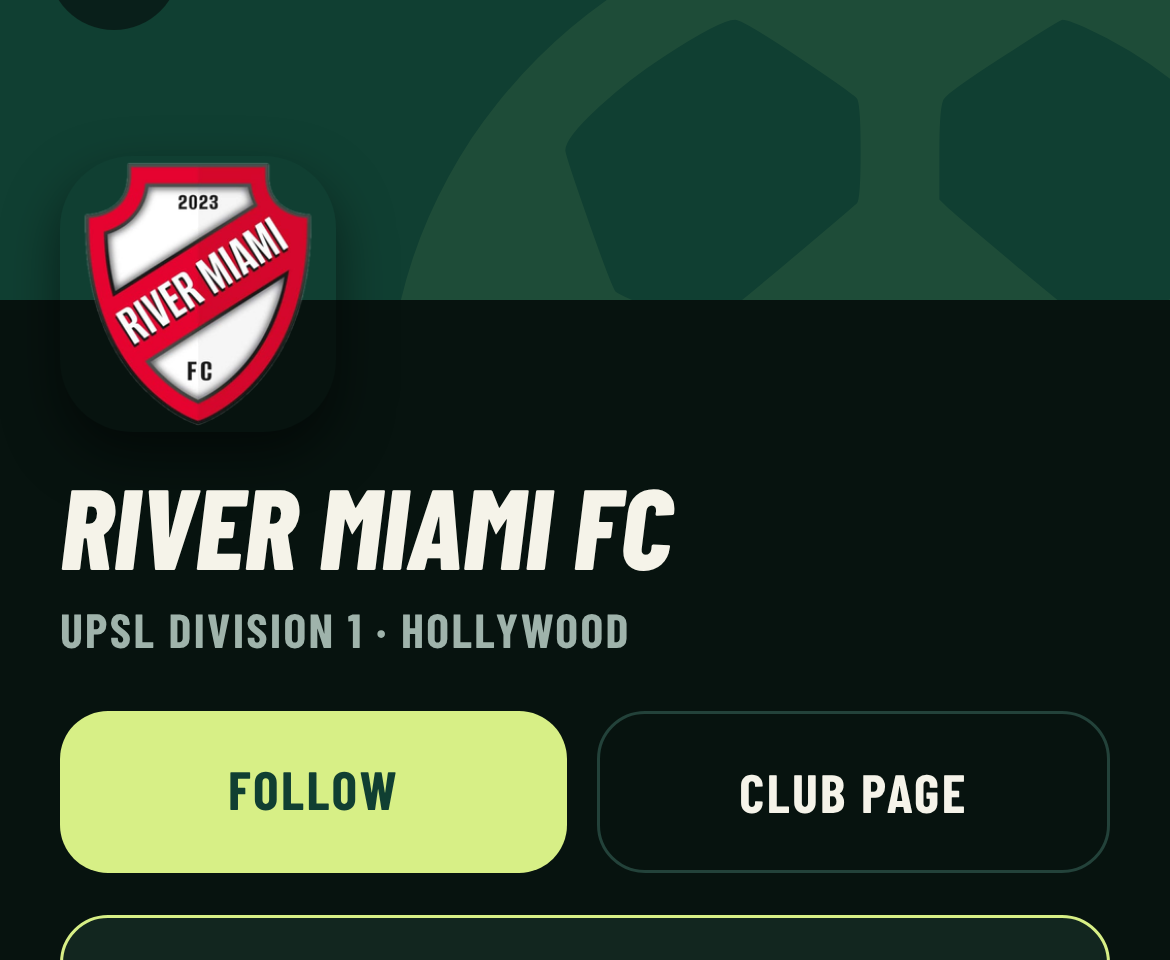 2023
RIVER MIAMI
FC
RIVER MIAMI FC
UPSL DIVISION 1 · HOLLYWOOD
FOLLOW
CLUB PAGE